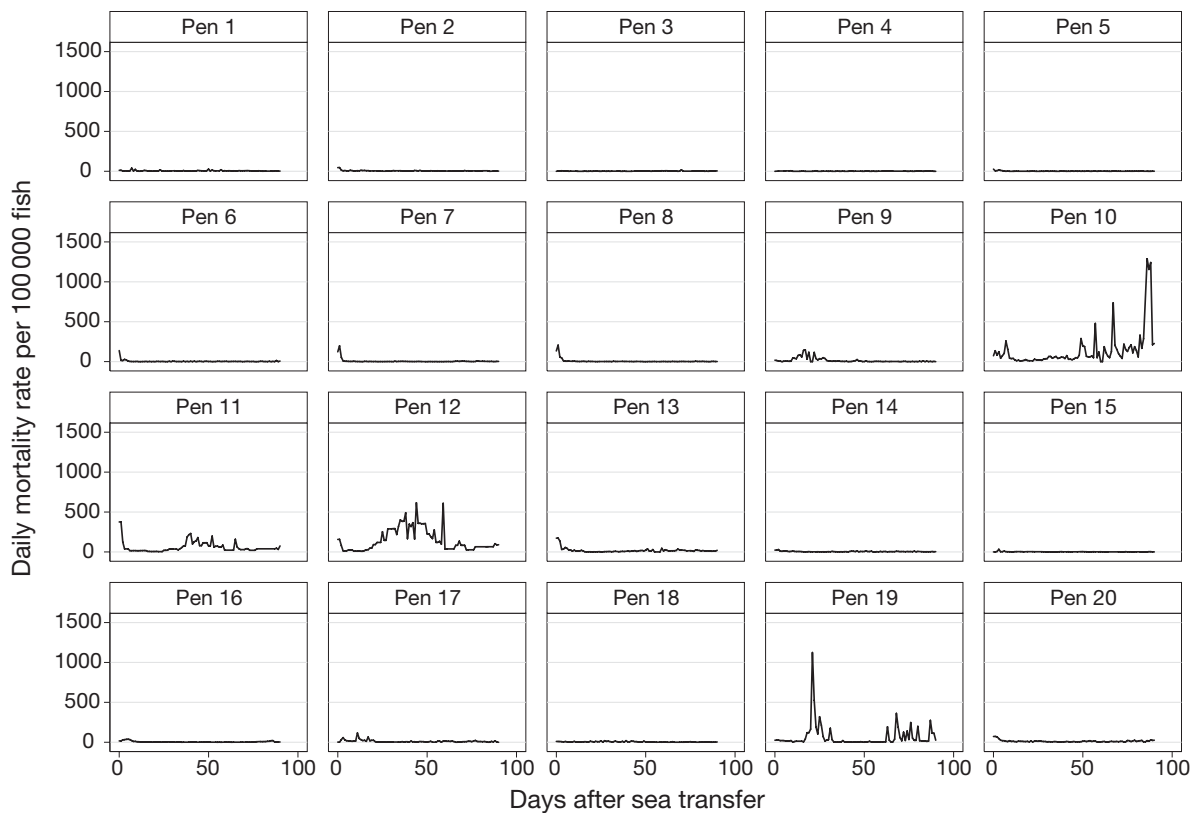 Pen 1 Pen 2 Pen 3 Pen 4 Pen 5
1500
1000
500
0
Pen 6 Pen 7 Pen 8 Pen 9 Pen 10
1500
1000
500
0
Pen 11 Pen 12 Pen 13 Pen 14 Pen 15
1500
1000
500
0
Pen 16 Pen 17 Pen 18 Pen 19 Pen 20
1500
1000
500
0
0 50 100 0 50 100 0 50 100 0 50 100 0 50 100
Days after sea transfer
Daily mortality rate per 100 000 fish